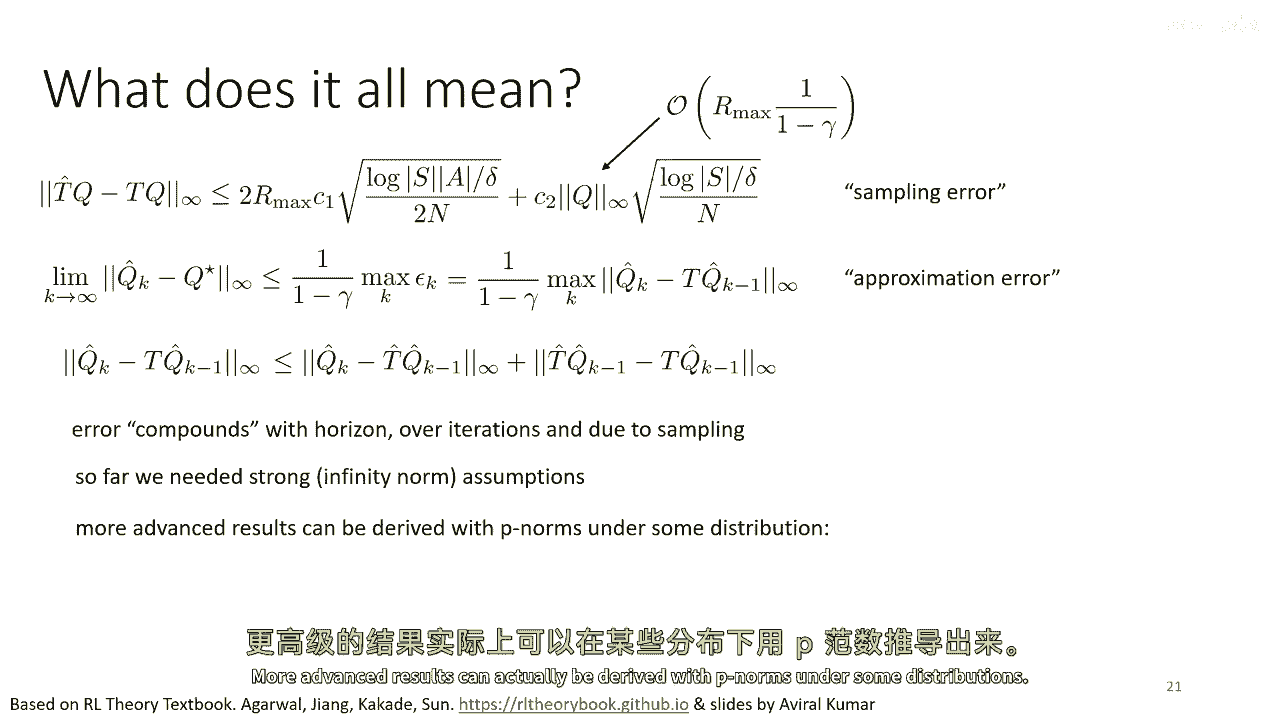 What does it all mean?
$\mathcal{O}\left(R_{\max}\frac{1}{1-\gamma}\right)$
$||\hat{T}Q - TQ||_\infty \leq 2R_{\max}c_1\sqrt{\frac{\log|S||A|/\delta}{2N}} + c_2||Q||_\infty\sqrt{\frac{\log|S|/\delta}{N}}$ “sampling error”
$\lim_{k\to\infty}||\hat{Q}_k - Q^\star||_\infty \leq \frac{1}{1-\gamma}\max_k \epsilon_k = \frac{1}{1-\gamma}\max_k||\hat{Q}_k - T\hat{Q}_{k-1}||_\infty$ “approximation error”
$||\hat{Q}_k - T\hat{Q}_{k-1}||_\infty \leq ||\hat{Q}_k - \hat{T}\hat{Q}_{k-1}||_\infty + ||\hat{T}\hat{Q}_{k-1} - T\hat{Q}_{k-1}||_\infty$
error “compounds” with horizon, over iterations and due to sampling
so far we needed strong (infinity norm) assumptions
more advanced results can be derived with p-norms under some distribution:
更高级的结果实际上可以在某些分布下用 p 范数推导出来。
More advanced results can actually be derived with p-norms under some distributions.
21
Based on RL Theory Textbook. Agarwal, Jiang, Kakade, Sun. https://rltheorybook.github.io & slides by Aviral Kumar